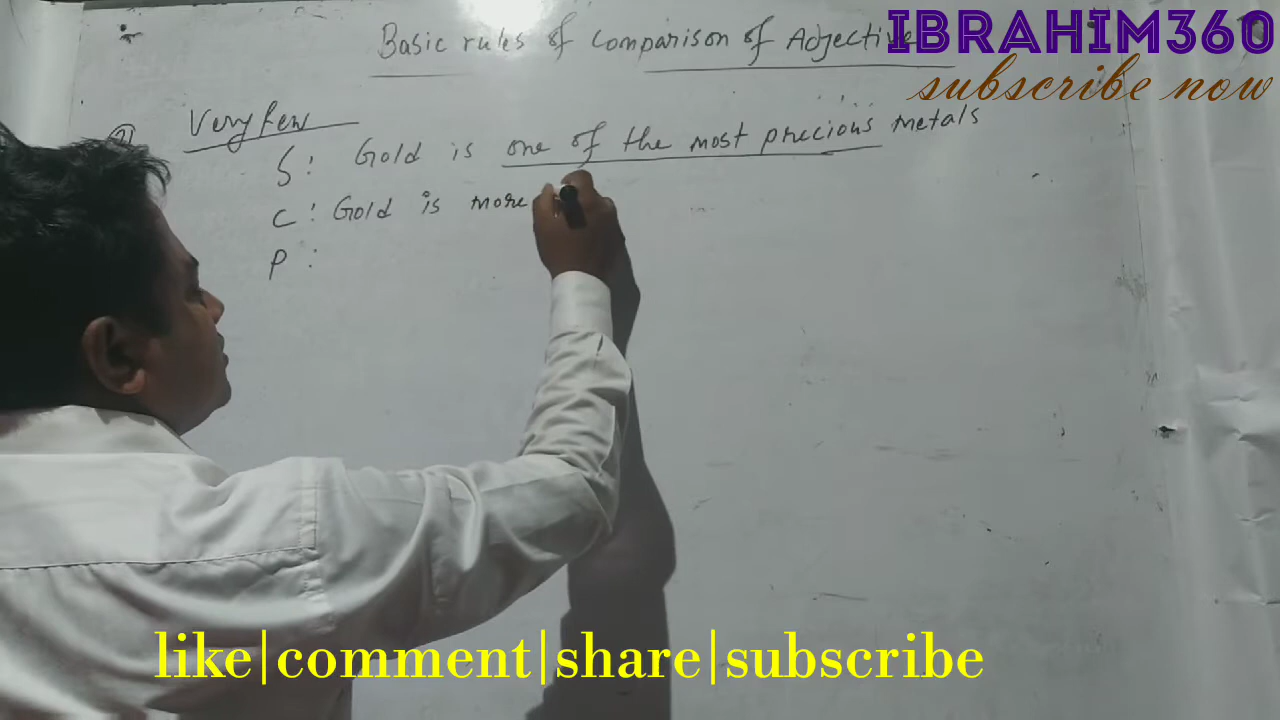 Basic rules of Comparison of Adjective
IBRAHIM360
subscribe now
Very few
S: Gold is one of the most precious metals
C: Gold is more
P:
like|comment|share|subscribe